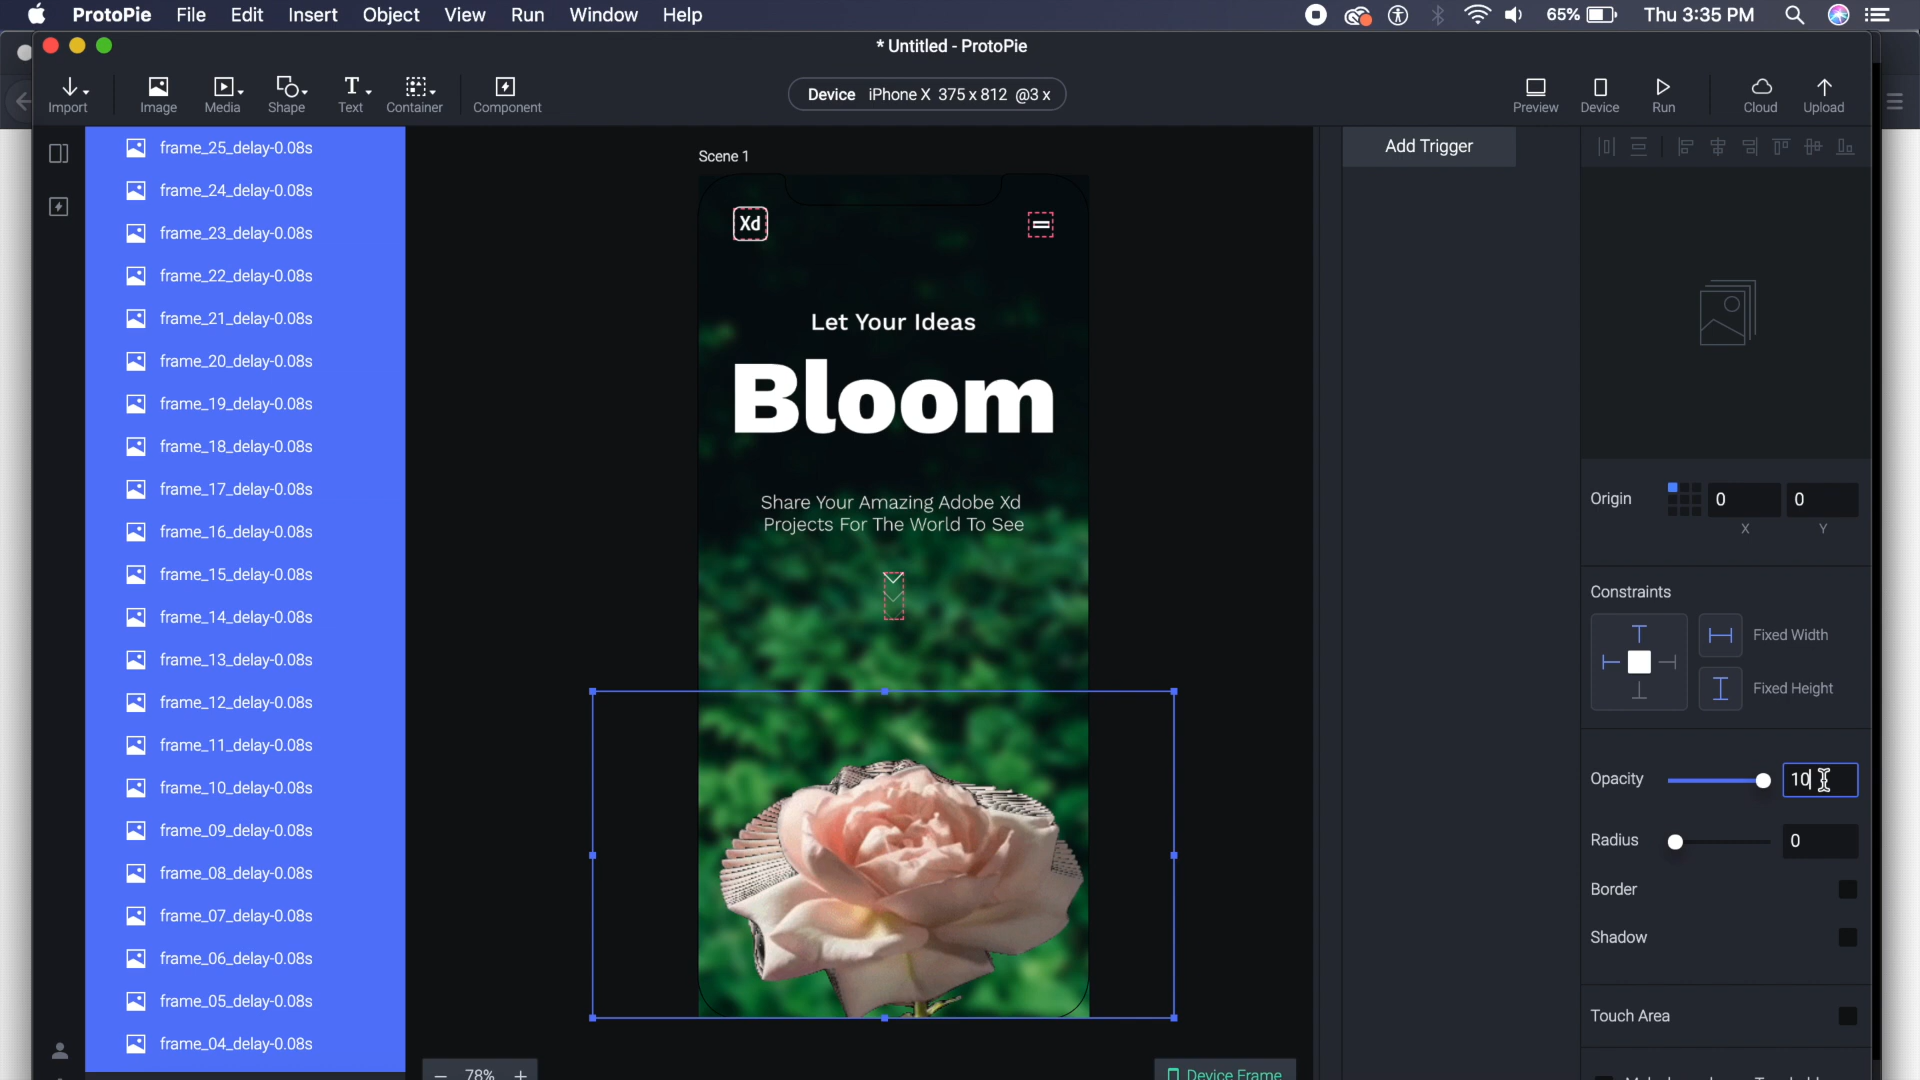 ProtoPie File Edit Insert Object View Run Window Help 65% Thu 3:35 PM
* Untitled - ProtoPie
Import Image Media Shape Text Container Component
Device iPhone X 375 x 812 @3 x
Preview Device Run Cloud Upload
frame_25_delay-0.08s
frame_24_delay-0.08s
frame_23_delay-0.08s
frame_22_delay-0.08s
frame_21_delay-0.08s
frame_20_delay-0.08s
frame_19_delay-0.08s
frame_18_delay-0.08s
frame_17_delay-0.08s
frame_16_delay-0.08s
frame_15_delay-0.08s
frame_14_delay-0.08s
frame_13_delay-0.08s
frame_12_delay-0.08s
frame_11_delay-0.08s
frame_10_delay-0.08s
frame_09_delay-0.08s
frame_08_delay-0.08s
frame_07_delay-0.08s
frame_06_delay-0.08s
frame_05_delay-0.08s
frame_04_delay-0.08s
Scene 1
Xd
Let Your Ideas
Bloom
Share Your Amazing Adobe Xd
Projects For The World To See
78%
Device Frame
Add Trigger
Origin 0 0
X Y
Constraints
Fixed Width
Fixed Height
Opacity 10
Radius 0
Border
Shadow
Touch Area